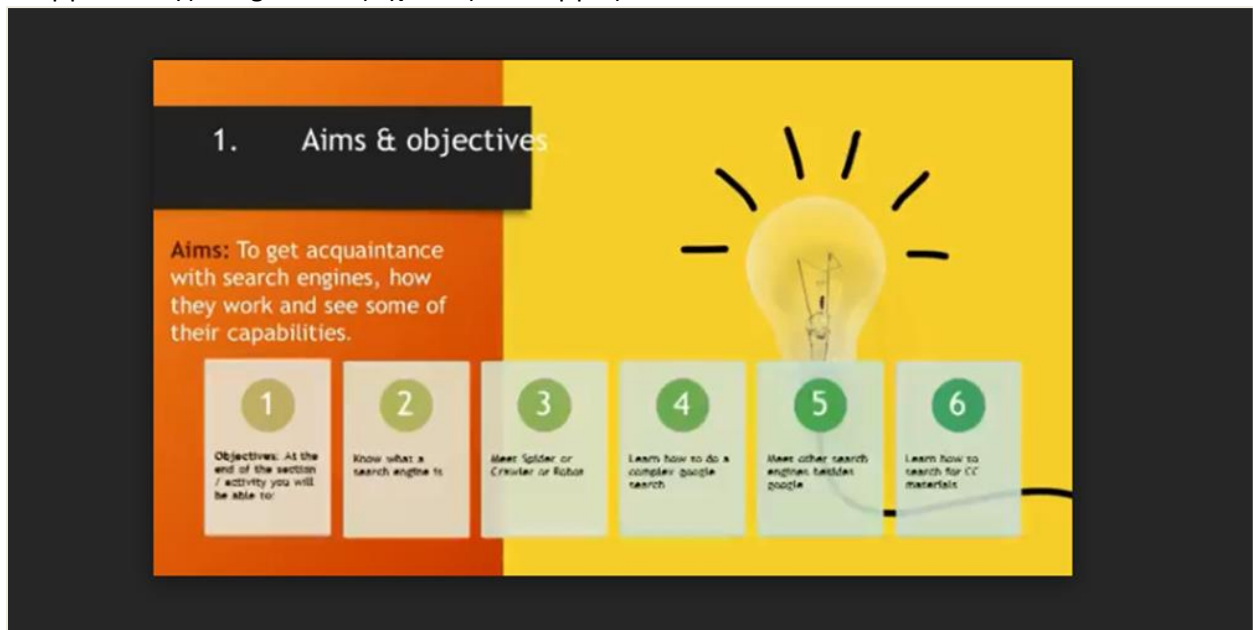 1. Aims & objectives
Aims: To get acquaintance
with search engines, how
they work and see some of
their capabilities.
1
Objectives: At the
end of the section
/ activity you will
be able to:
2
Know what a
search engine is
3
Meet Spider or
Crawler or Robot
4
Learn how to do a
complex google
search
5
Meet other search
engines besides
google
6
Learn how to
search for CC
materials